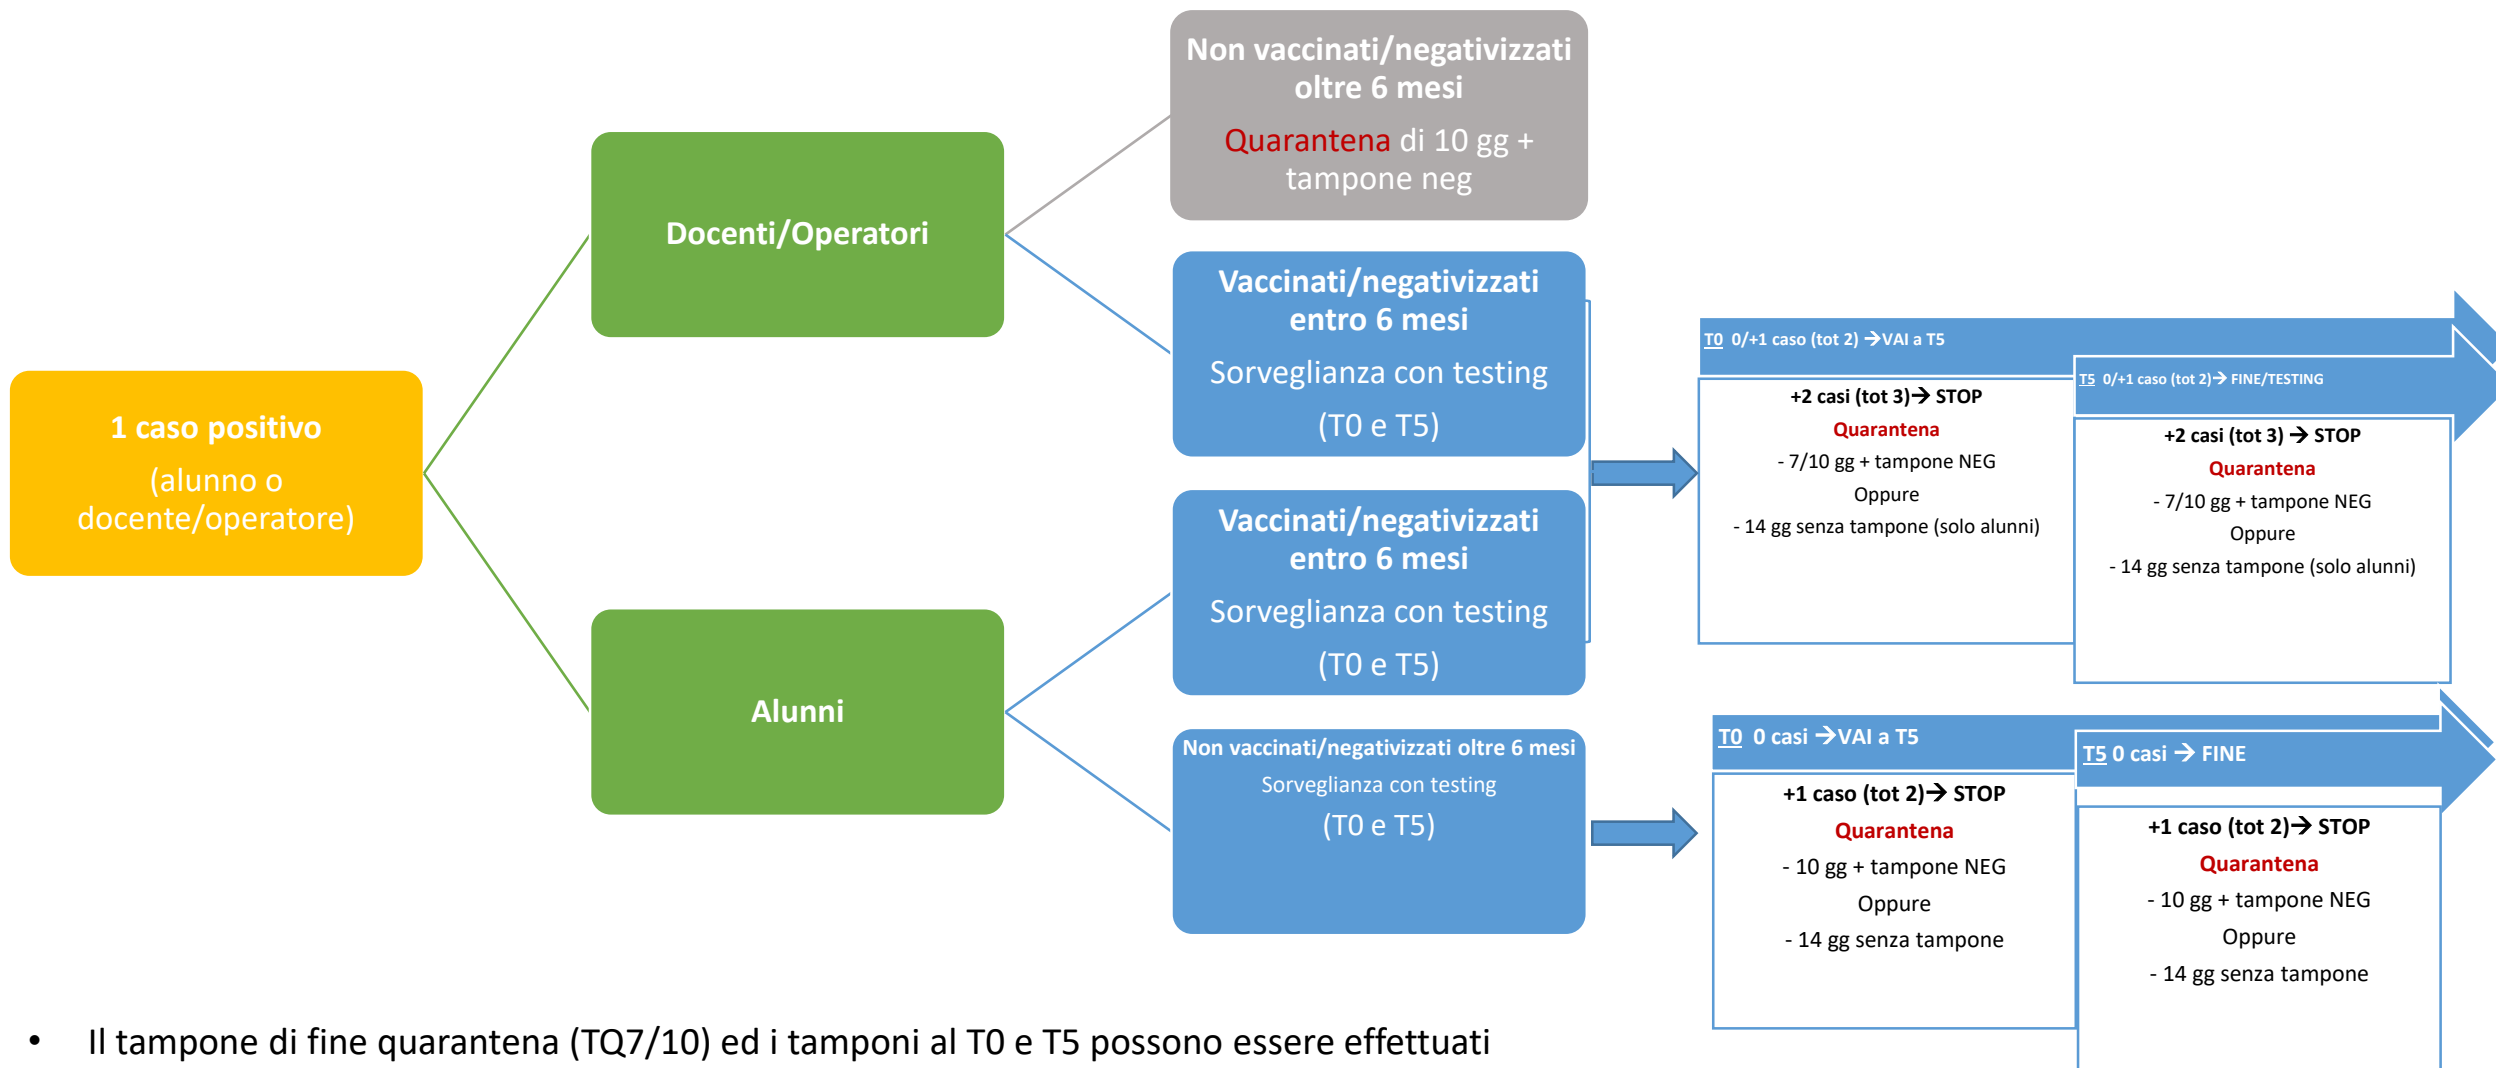 1 caso positivo
(alunno o
docente/operatore)
Docenti/Operatori
Alunni
Non vaccinati/negativizzati
oltre 6 mesi
Quarantena di 10 gg +
tampone neg
Vaccinati/negativizzati
entro 6 mesi
Sorveglianza con testing
(T0 e T5)
Vaccinati/negativizzati
entro 6 mesi
Sorveglianza con testing
(T0 e T5)
Non vaccinati/negativizzati oltre 6 mesi
Sorveglianza con testing
(T0 e T5)
T0 0/+1 caso (tot 2) →VAI a T5
+2 casi (tot 3)→ STOP
Quarantena
- 7/10 gg + tampone NEG
Oppure
- 14 gg senza tampone (solo alunni)
T5 0/+1 caso (tot 2)→ FINE/TESTING
+2 casi (tot 3) → STOP
Quarantena
- 7/10 gg + tampone NEG
Oppure
- 14 gg senza tampone (solo alunni)
T0 0 casi →VAI a T5
+1 caso (tot 2)→ STOP
Quarantena
- 10 gg + tampone NEG
Oppure
- 14 gg senza tampone
T5 0 casi → FINE
+1 caso (tot 2)→ STOP
Quarantena
- 10 gg + tampone NEG
Oppure
- 14 gg senza tampone
• Il tampone di fine quarantena (TQ7/10) ed i tamponi al T0 e T5 possono essere effettuati